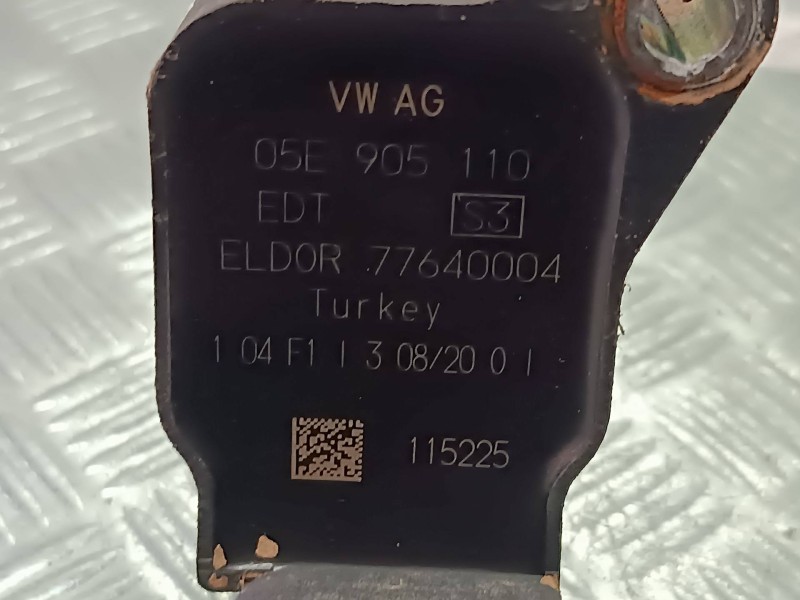 VW AG
05E 905 110
EDT S3
ELDOR 77640004
Turkey
1 04 F1 1 3 08/20 0 1
115225